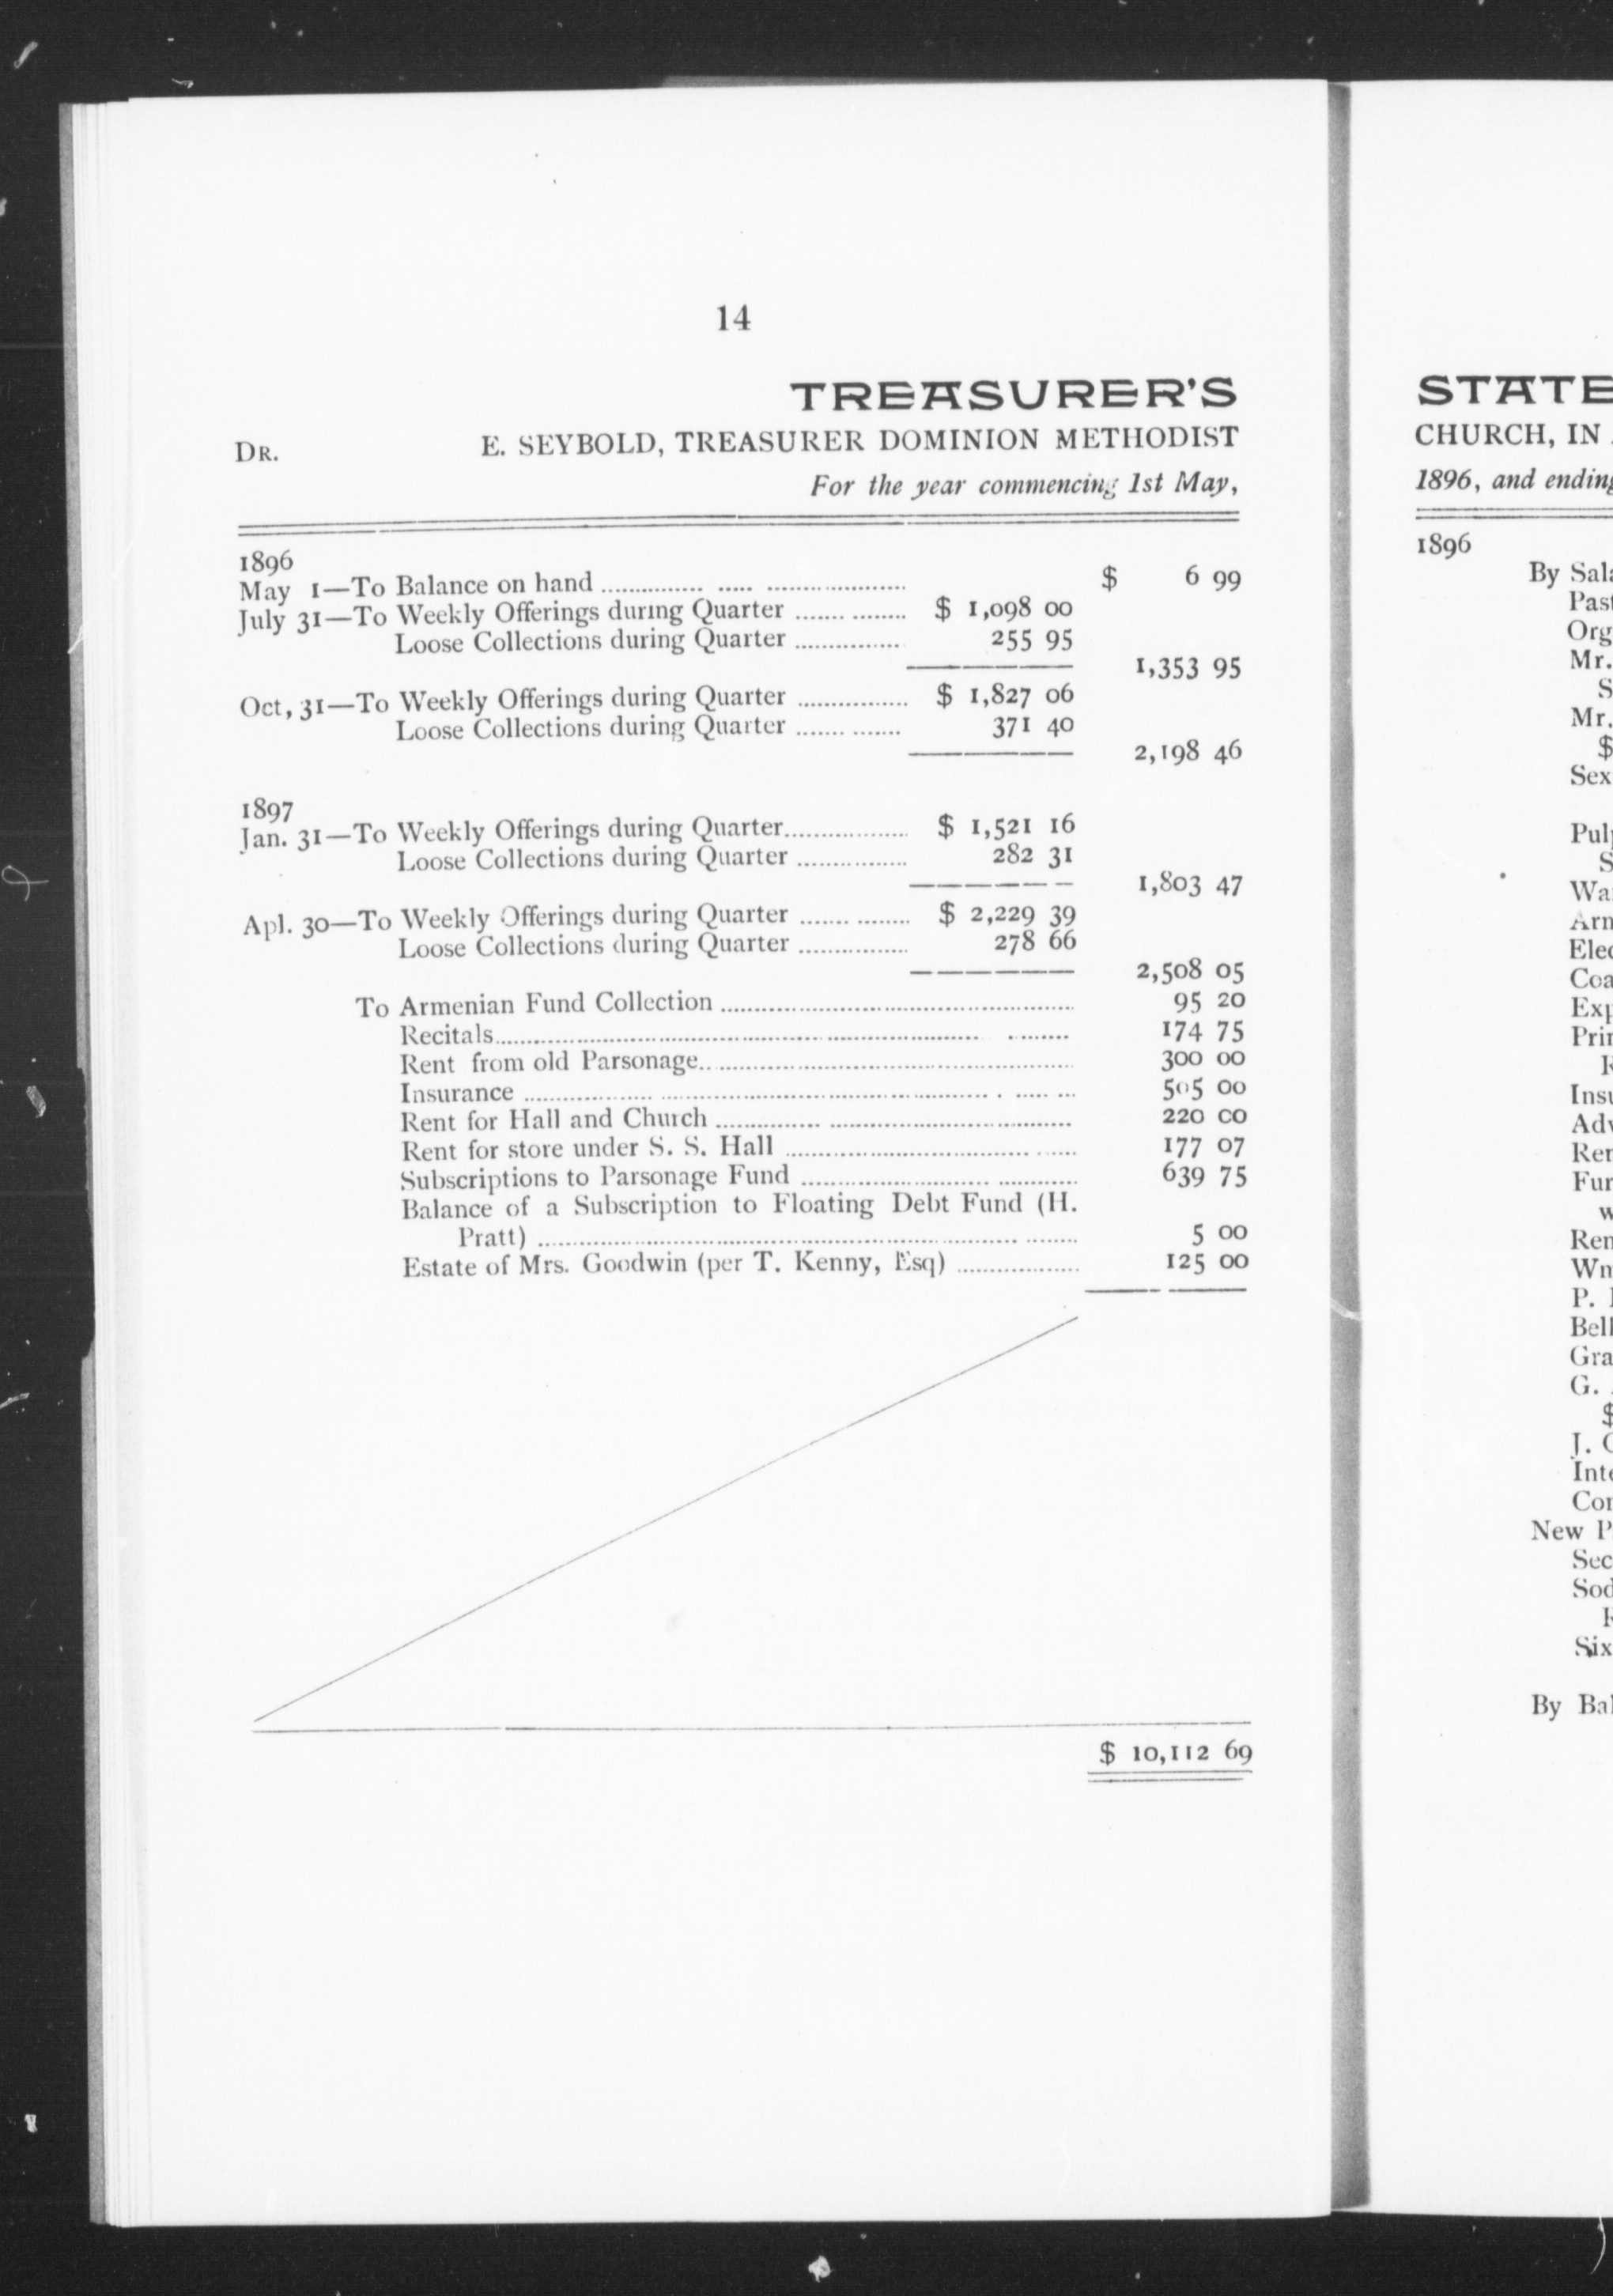 14
TREASURER'S
DR. E. SEYBOLD, TREASURER DOMINION METHODIST
For the year commencing 1st May,
1896
May 1—To Balance on hand .................................... $ 6 99
July 31—To Weekly Offerings during Quarter ............... $ 1,098 00
Loose Collections during Quarter ............... 255 95
1,353 95
Oct, 31—To Weekly Offerings during Quarter ............... $ 1,827 06
Loose Collections during Quarter .............. 371 40
2,198 46
1897
Jan. 31—To Weekly Offerings during Quarter................. $ 1,521 16
Loose Collections during Quarter ............... 282 31
1,803 47
Apl. 30—To Weekly Offerings during Quarter ............... $ 2,229 39
Loose Collections during Quarter ............... 278 66
2,508 05
To Armenian Fund Collection .................................... 95 20
Recitals.................................... 174 75
Rent from old Parsonage.................................... 300 00
Insurance .................................... 505 00
Rent for Hall and Church .................................... 220 00
Rent for store under S. S. Hall .................................... 177 07
Subscriptions to Parsonage Fund .................................... 639 75
Balance of a Subscription to Floating Debt Fund (H.
Pratt) .................................... 5 00
Estate of Mrs. Goodwin (per T. Kenny, Esq) .................. 125 00
$ 10,112 69
STATE
CHURCH, IN
1896, and ending
1896
By Sal
Past
Org
Mr.
S
Mr.
$
Sex
Pul
S
Wa
Arn
Elec
Coa
Exp
Prin
Insu
Adv
Ren
Fur
w
Ren
Wn
P.
Bell
Gra
G.
$
J.
Inte
Con
New P
Sec
Sod
Six
By Bal